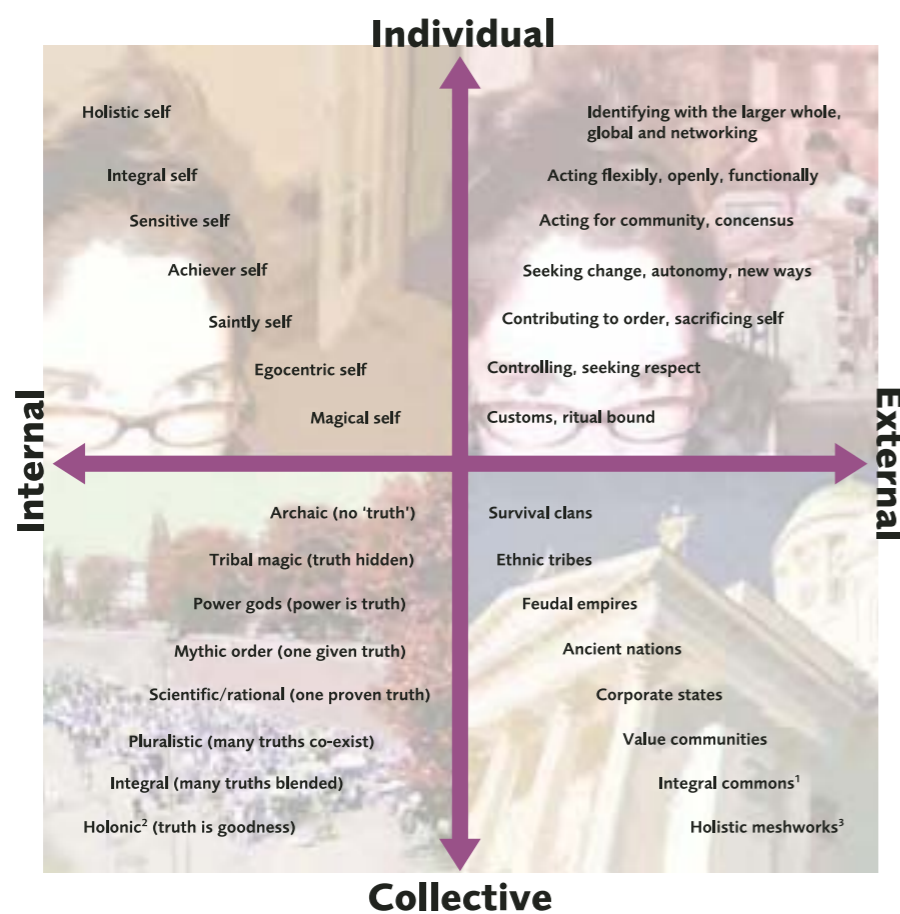 Individual
Holistic self
Integral self
Sensitive self
Achiever self
Saintly self
Egocentric self
Magical self
Identifying with the larger whole,
global and networking
Acting flexibly, openly, functionally
Acting for community, concensus
Seeking change, autonomy, new ways
Contributing to order, sacrificing self
Controlling, seeking respect
Customs, ritual bound
Internal
External
Archaic (no ‘truth’)
Tribal magic (truth hidden)
Power gods (power is truth)
Mythic order (one given truth)
Scientific/rational (one proven truth)
Pluralistic (many truths co-exist)
Integral (many truths blended)
Holonic² (truth is goodness)
Survival clans
Ethnic tribes
Feudal empires
Ancient nations
Corporate states
Value communities
Integral commons¹
Holistic meshworks³
Collective